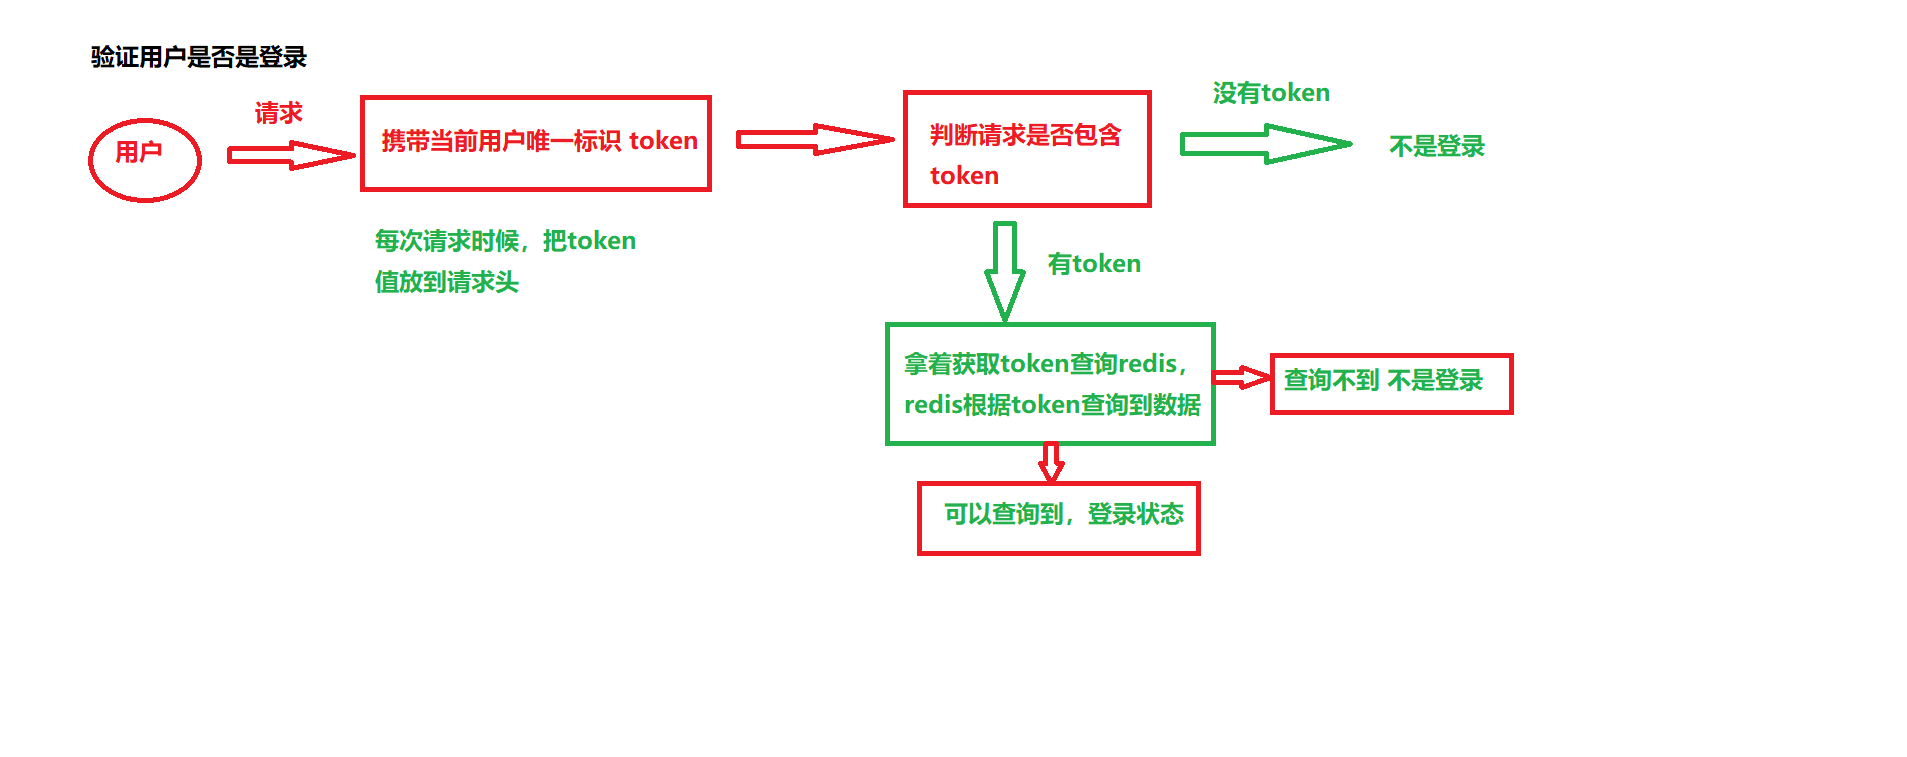 验证用户是否是登录
请求
用户
携带当前用户唯一标识 token
每次请求时候，把token
值放到请求头
判断请求是否包含
token
没有token
不是登录
有token
拿着获取token查询redis，
redis根据token查询到数据
查询不到 不是登录
可以查询到，登录状态